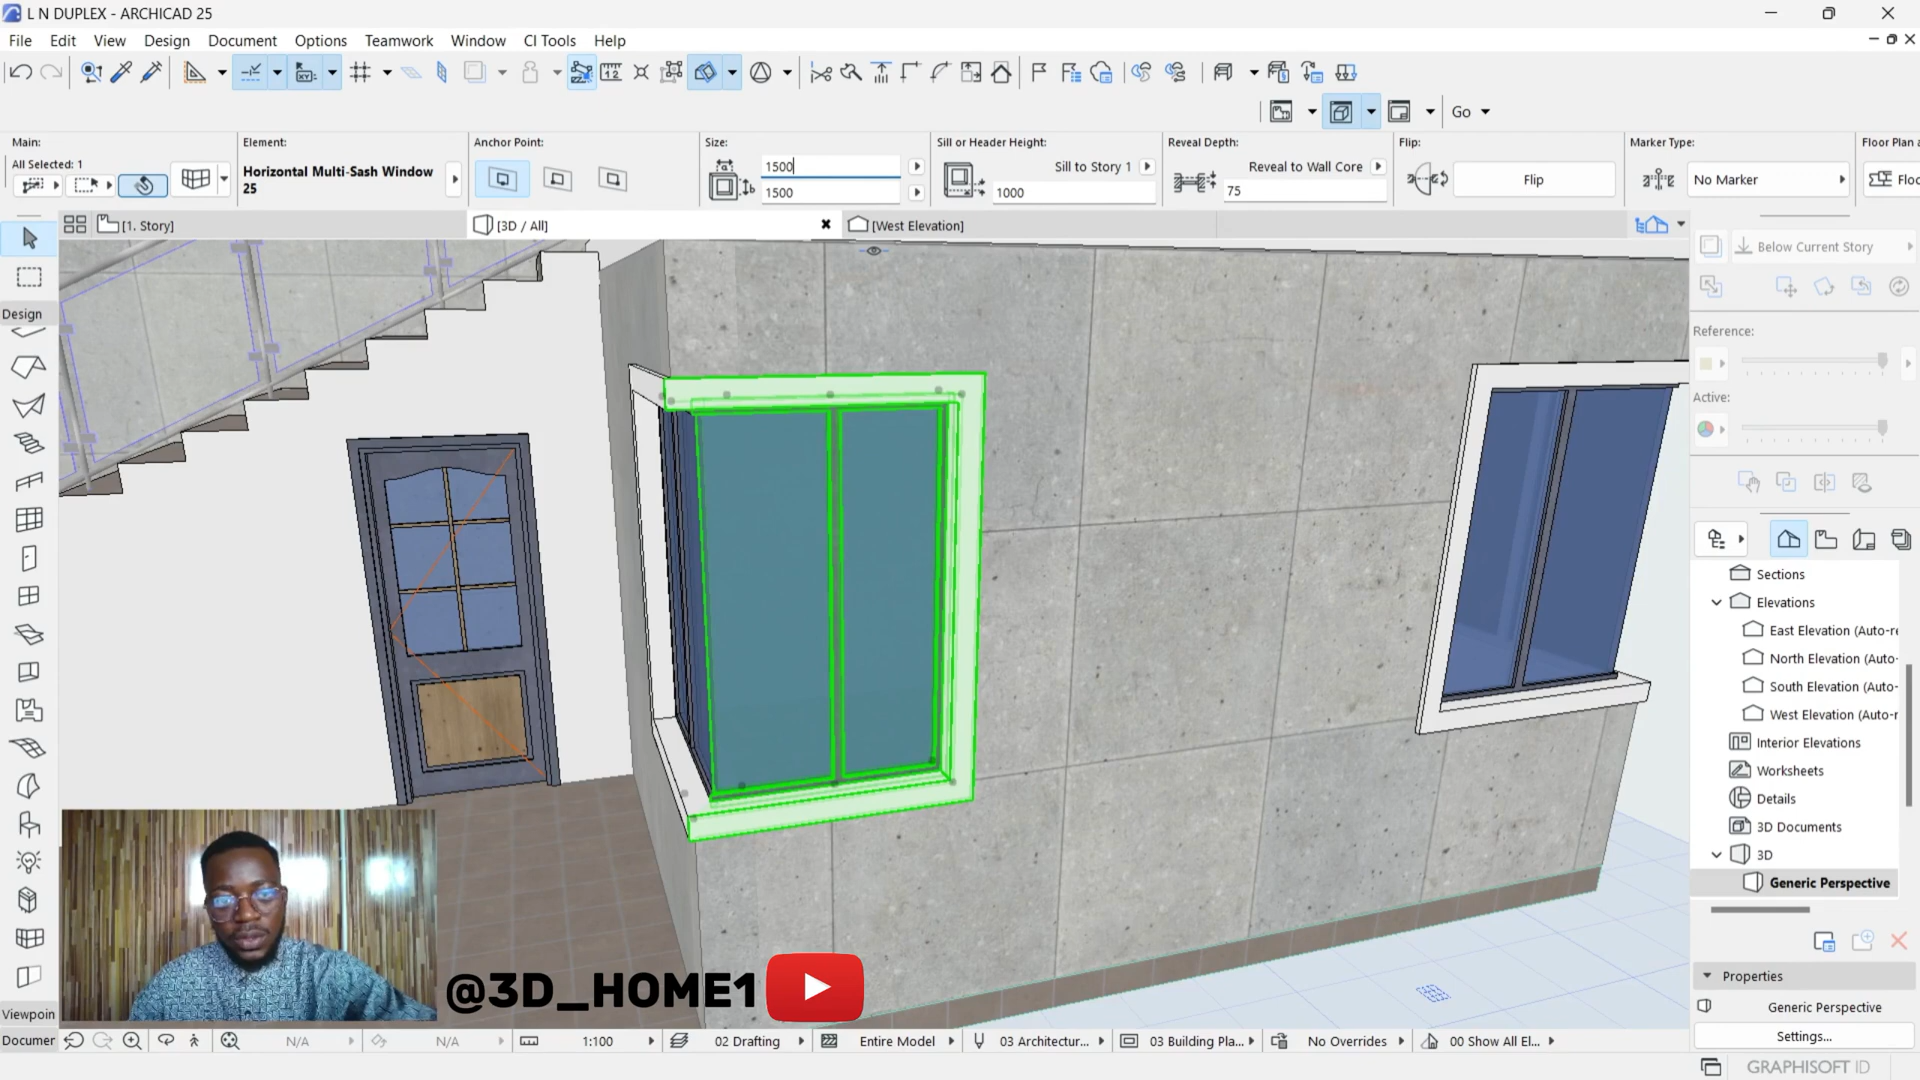 L N DUPLEX - ARCHICAD 25
File Edit View Design Document Options Teamwork Window CI Tools Help
Go
Main:
All Selected: 1
Element:
Horizontal Multi-Sash Window
25
Anchor Point:
Size:
1500
1500
Sill or Header Height:
Sill to Story 1
1000
Reveal Depth:
Reveal to Wall Core
75
Flip:
Flip
Marker Type:
No Marker
Floor Plan a
Floo
[1. Story]
[3D / All]
[West Elevation]
Below Current Story
Design
Reference:
Active:
Sections
Elevations
East Elevation (Auto-re
North Elevation (Auto-
South Elevation (Auto-
West Elevation (Auto-r
Interior Elevations
Worksheets
Details
3D Documents
3D
Generic Perspective
Properties
Generic Perspective
Settings...
@3D_HOME1
Viewpoin
Documer
N/A
N/A
1:100
02 Drafting
Entire Model
03 Architectur...
03 Building Pla...
No Overrides
00 Show All El...
GRAPHISOFT ID